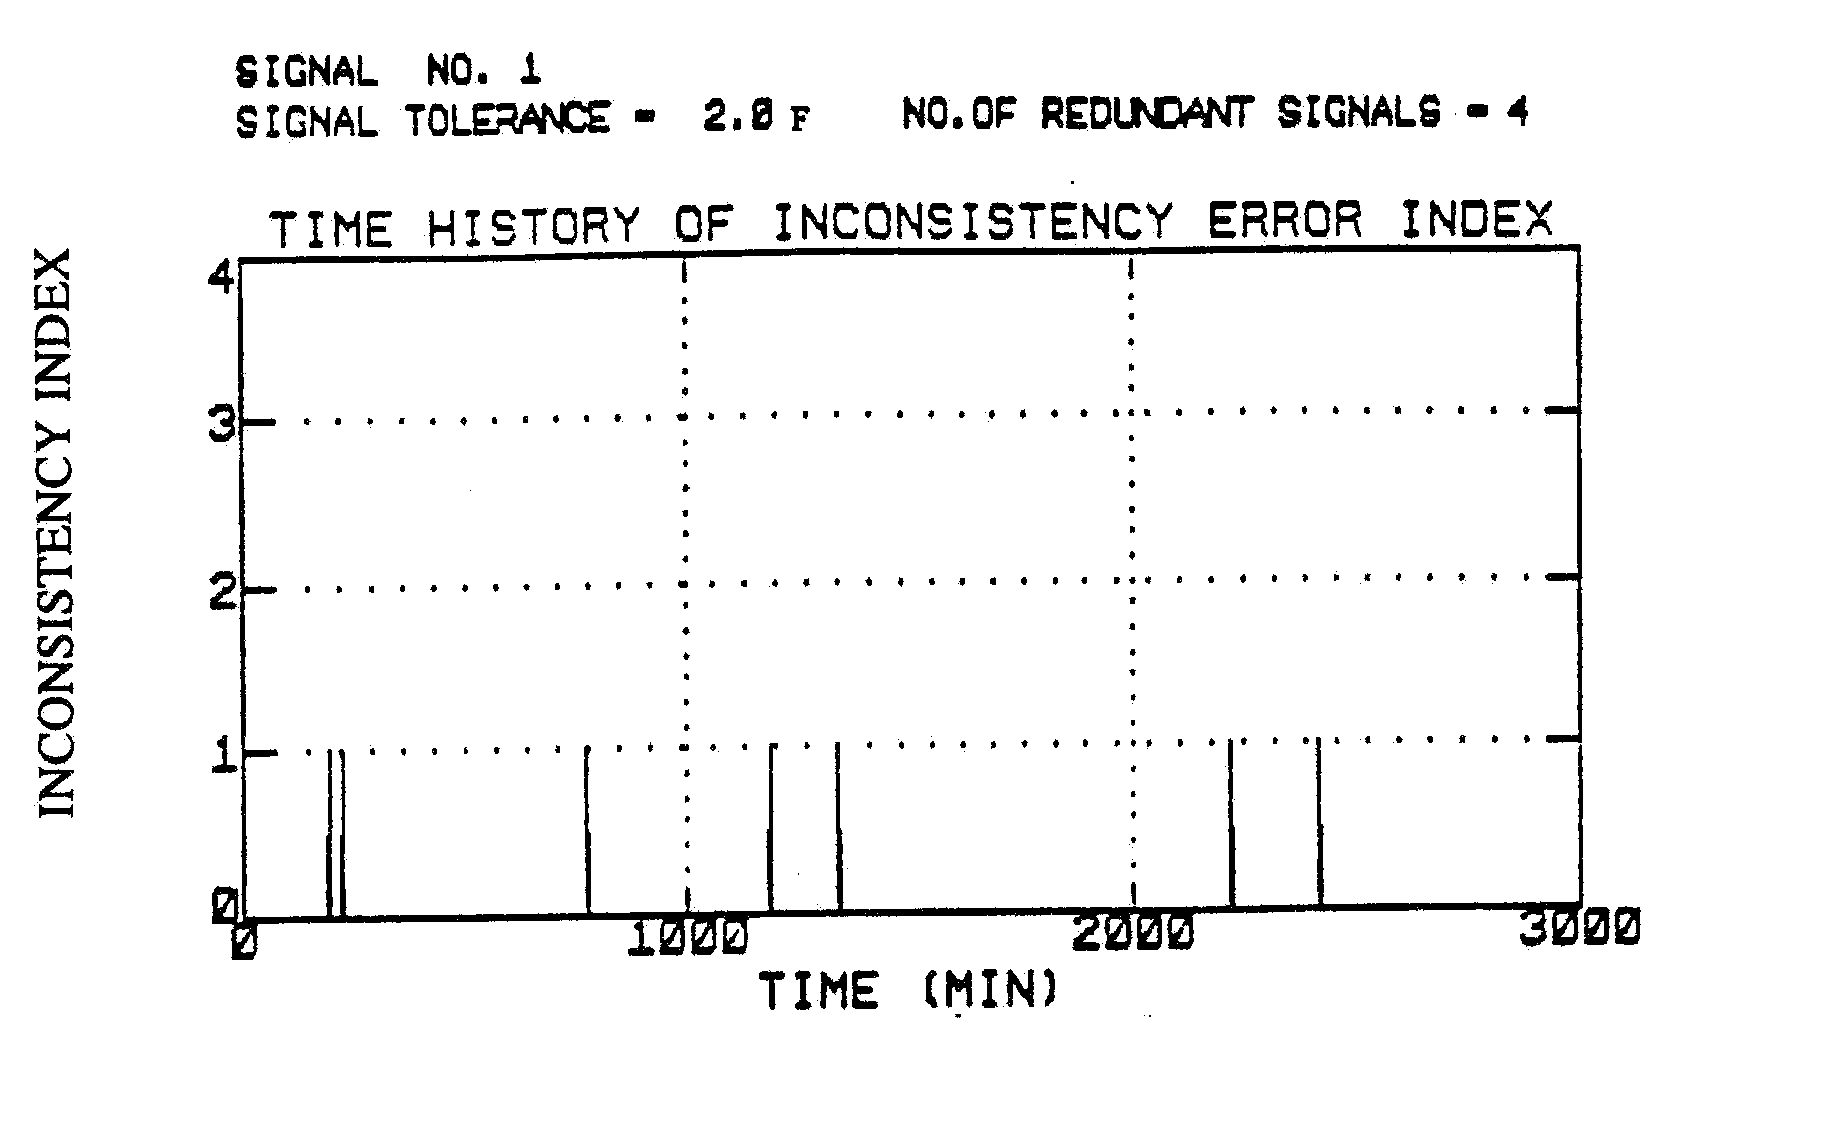 SIGNAL NO. 1
SIGNAL TOLERANCE = 2.0 F NO.OF REDUNDANT SIGNALS = 4
TIME HISTORY OF INCONSISTENCY ERROR INDEX
INCONSISTENCY INDEX
4
3
2
1
0
0 1000 2000 3000
TIME (MIN)